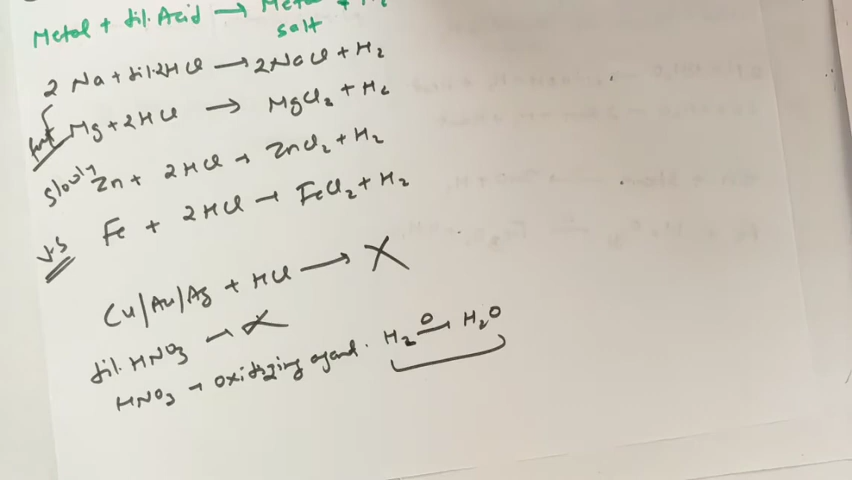 Metal + dil. Acid → Metal + H2
salt
2 Na + dil. 2HCl → 2NaCl + H2
fast Mg + 2HCl → MgCl2 + H2
slowly Zn + 2HCl → ZnCl2 + H2
v.s Fe + 2HCl → FeCl2 + H2
Cu/Au/Ag + HCl → X
dil. HNO3 → X
HNO3 → oxidizing agent. H2 O→ H2O